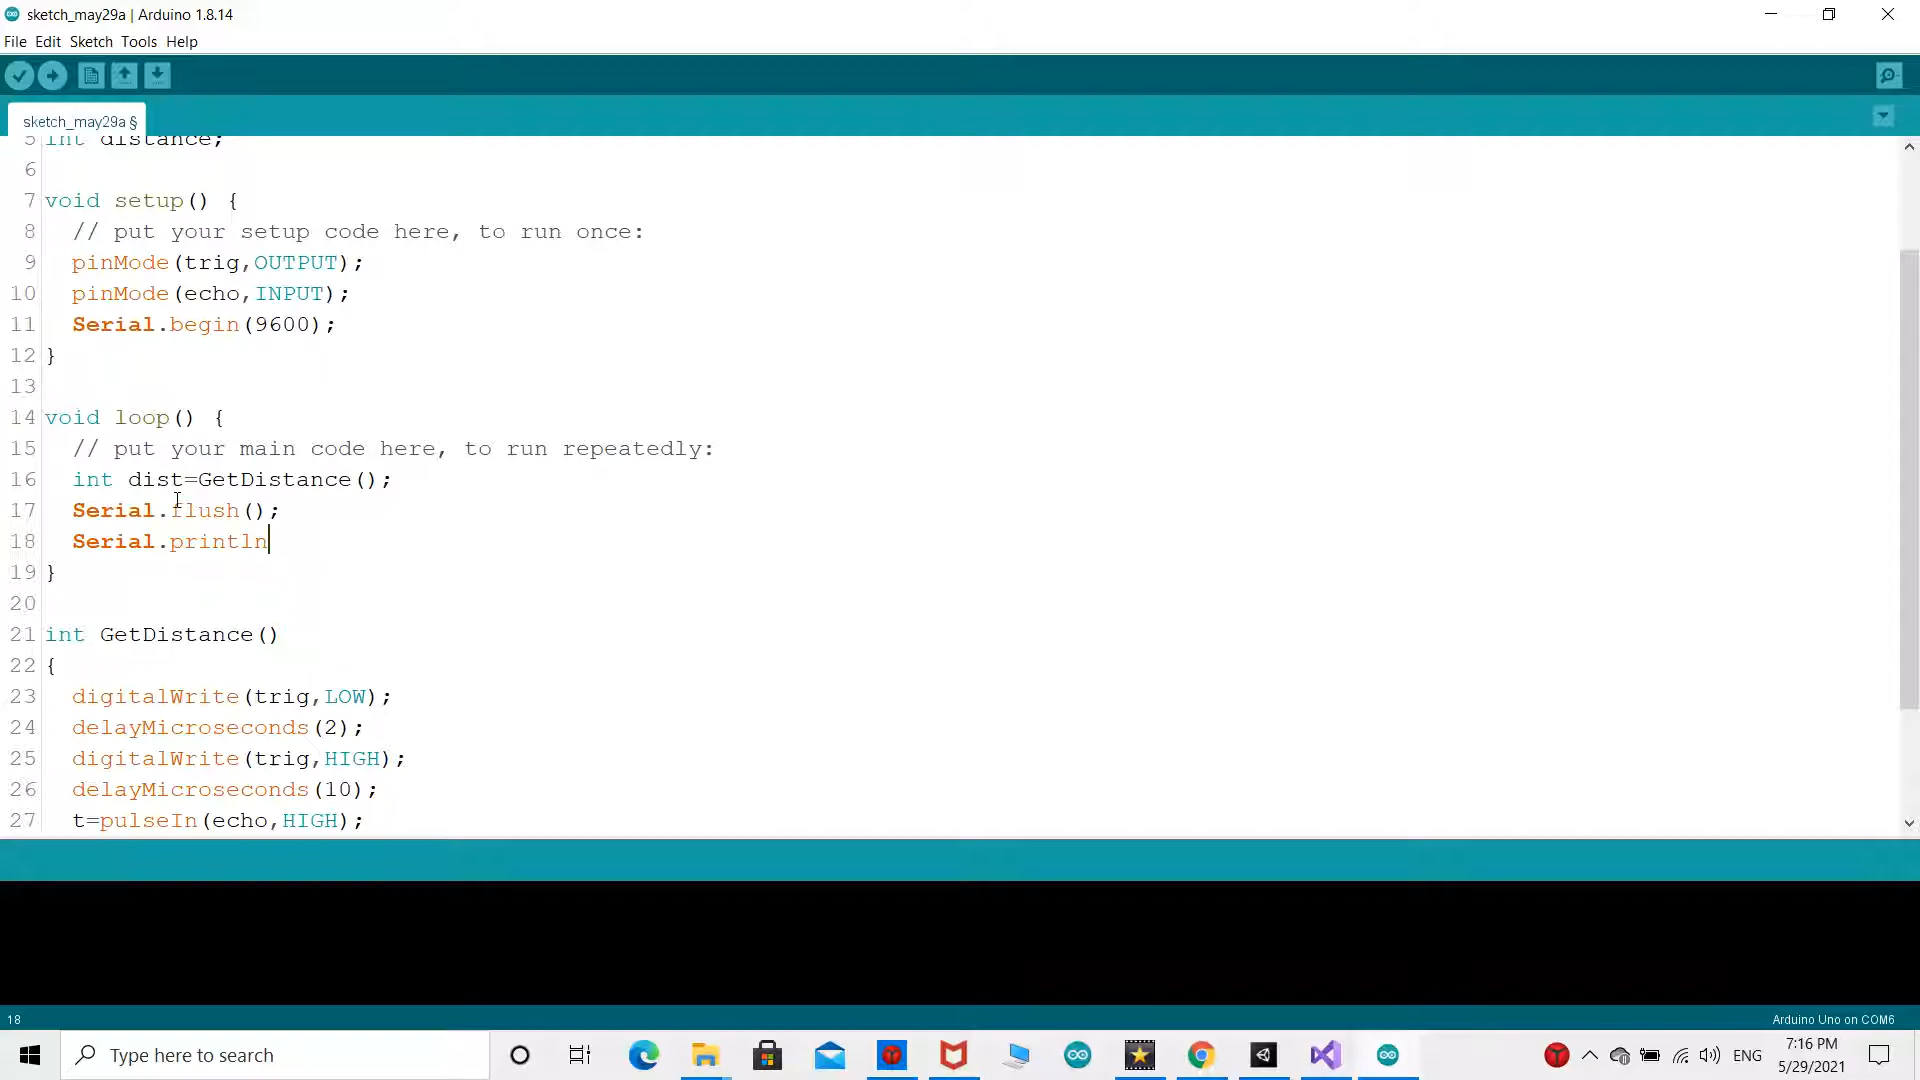 sketch_may29a | Arduino 1.8.14
File Edit Sketch Tools Help
sketch_may29a §
5 int distance;
6
7 void setup() {
8 // put your setup code here, to run once:
9 pinMode(trig,OUTPUT);
10 pinMode(echo,INPUT);
11 Serial.begin(9600);
12 }
13
14 void loop() {
15 // put your main code here, to run repeatedly:
16 int dist=GetDistance();
17 Serial.flush();
18 Serial.println
19 }
20
21 int GetDistance()
22 {
23 digitalWrite(trig,LOW);
24 delayMicroseconds(2);
25 digitalWrite(trig,HIGH);
26 delayMicroseconds(10);
27 t=pulseIn(echo,HIGH);
18
Arduino Uno on COM6
Type here to search
ENG
7:16 PM
5/29/2021